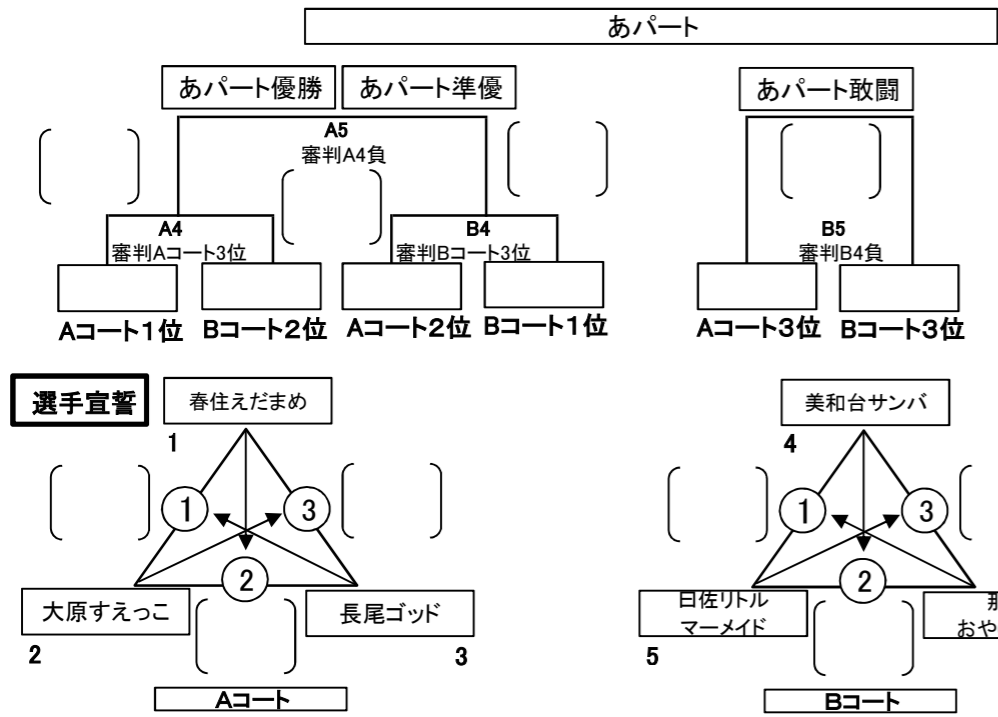 あパート
あパート優勝 あパート準優 あパート敢闘
A5
審判A4負
A4 B4 B5
審判Aコート3位 審判Bコート3位 審判B4負
Aコート1位 Bコート2位 Aコート2位 Bコート1位 Aコート3位 Bコート3位
選手宣誓 春住えだまめ 美和台サンバ
1 4
1 3 1 3
2 2
大原すえっこ 長尾ゴッド 曰佐リトル
マーメイド おや
2 3 5
Aコート Bコート